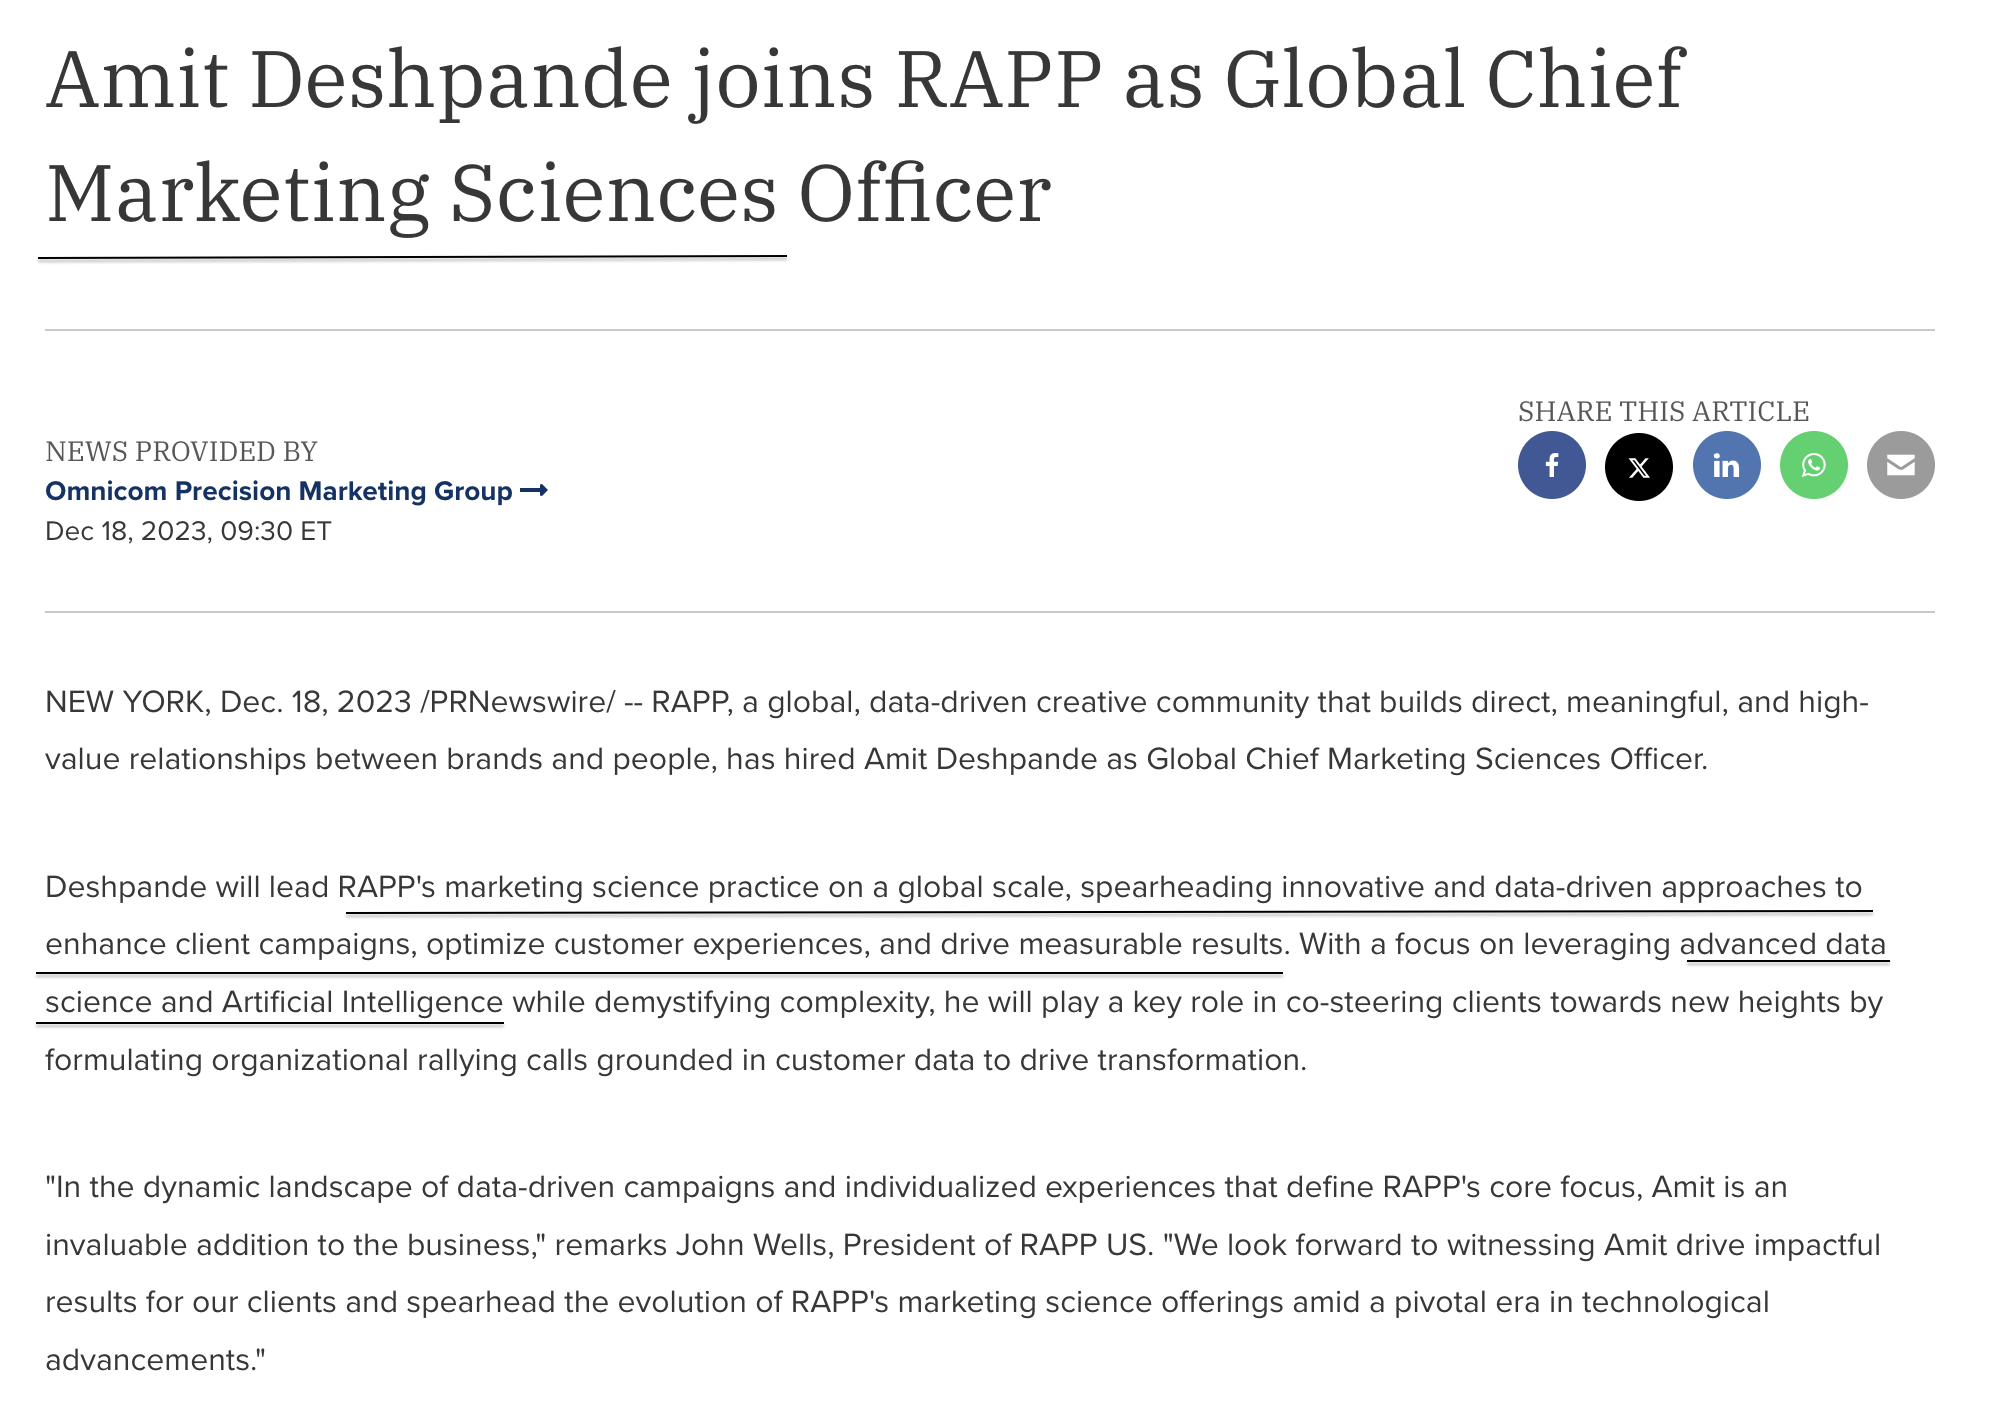 Amit Deshpande joins RAPP as Global Chief
Marketing Sciences Officer
SHARE THIS ARTICLE
NEWS PROVIDED BY
Omnicom Precision Marketing Group
Dec 18, 2023, 09:30 ET
NEW YORK, Dec. 18, 2023 /PRNewswire/ -- RAPP, a global, data-driven creative community that builds direct, meaningful, and high-
value relationships between brands and people, has hired Amit Deshpande as Global Chief Marketing Sciences Officer.
Deshpande will lead RAPP's marketing science practice on a global scale, spearheading innovative and data-driven approaches to
enhance client campaigns, optimize customer experiences, and drive measurable results. With a focus on leveraging advanced data
science and Artificial Intelligence while demystifying complexity, he will play a key role in co-steering clients towards new heights by
formulating organizational rallying calls grounded in customer data to drive transformation.
"In the dynamic landscape of data-driven campaigns and individualized experiences that define RAPP's core focus, Amit is an
invaluable addition to the business," remarks John Wells, President of RAPP US. "We look forward to witnessing Amit drive impactful
results for our clients and spearhead the evolution of RAPP's marketing science offerings amid a pivotal era in technological
advancements."